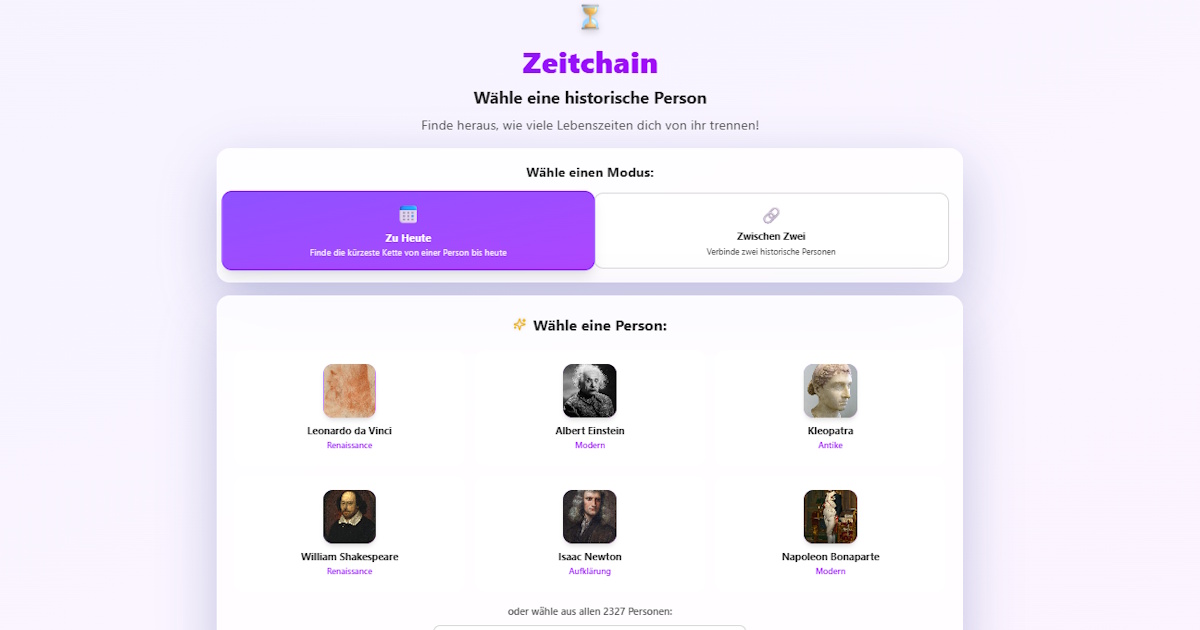 Zeitchain
Wähle eine historische Person
Finde heraus, wie viele Lebenszeiten dich von ihr trennen!
Wähle einen Modus:
Zu Heute
Finde die kürzeste Kette von einer Person bis heute
Zwischen Zwei
Verbinde zwei historische Personen
Wähle eine Person:
Leonardo da Vinci
Renaissance
Albert Einstein
Modern
Kleopatra
Antike
William Shakespeare
Renaissance
Isaac Newton
Aufklärung
Napoleon Bonaparte
Modern
oder wähle aus allen 2327 Personen: